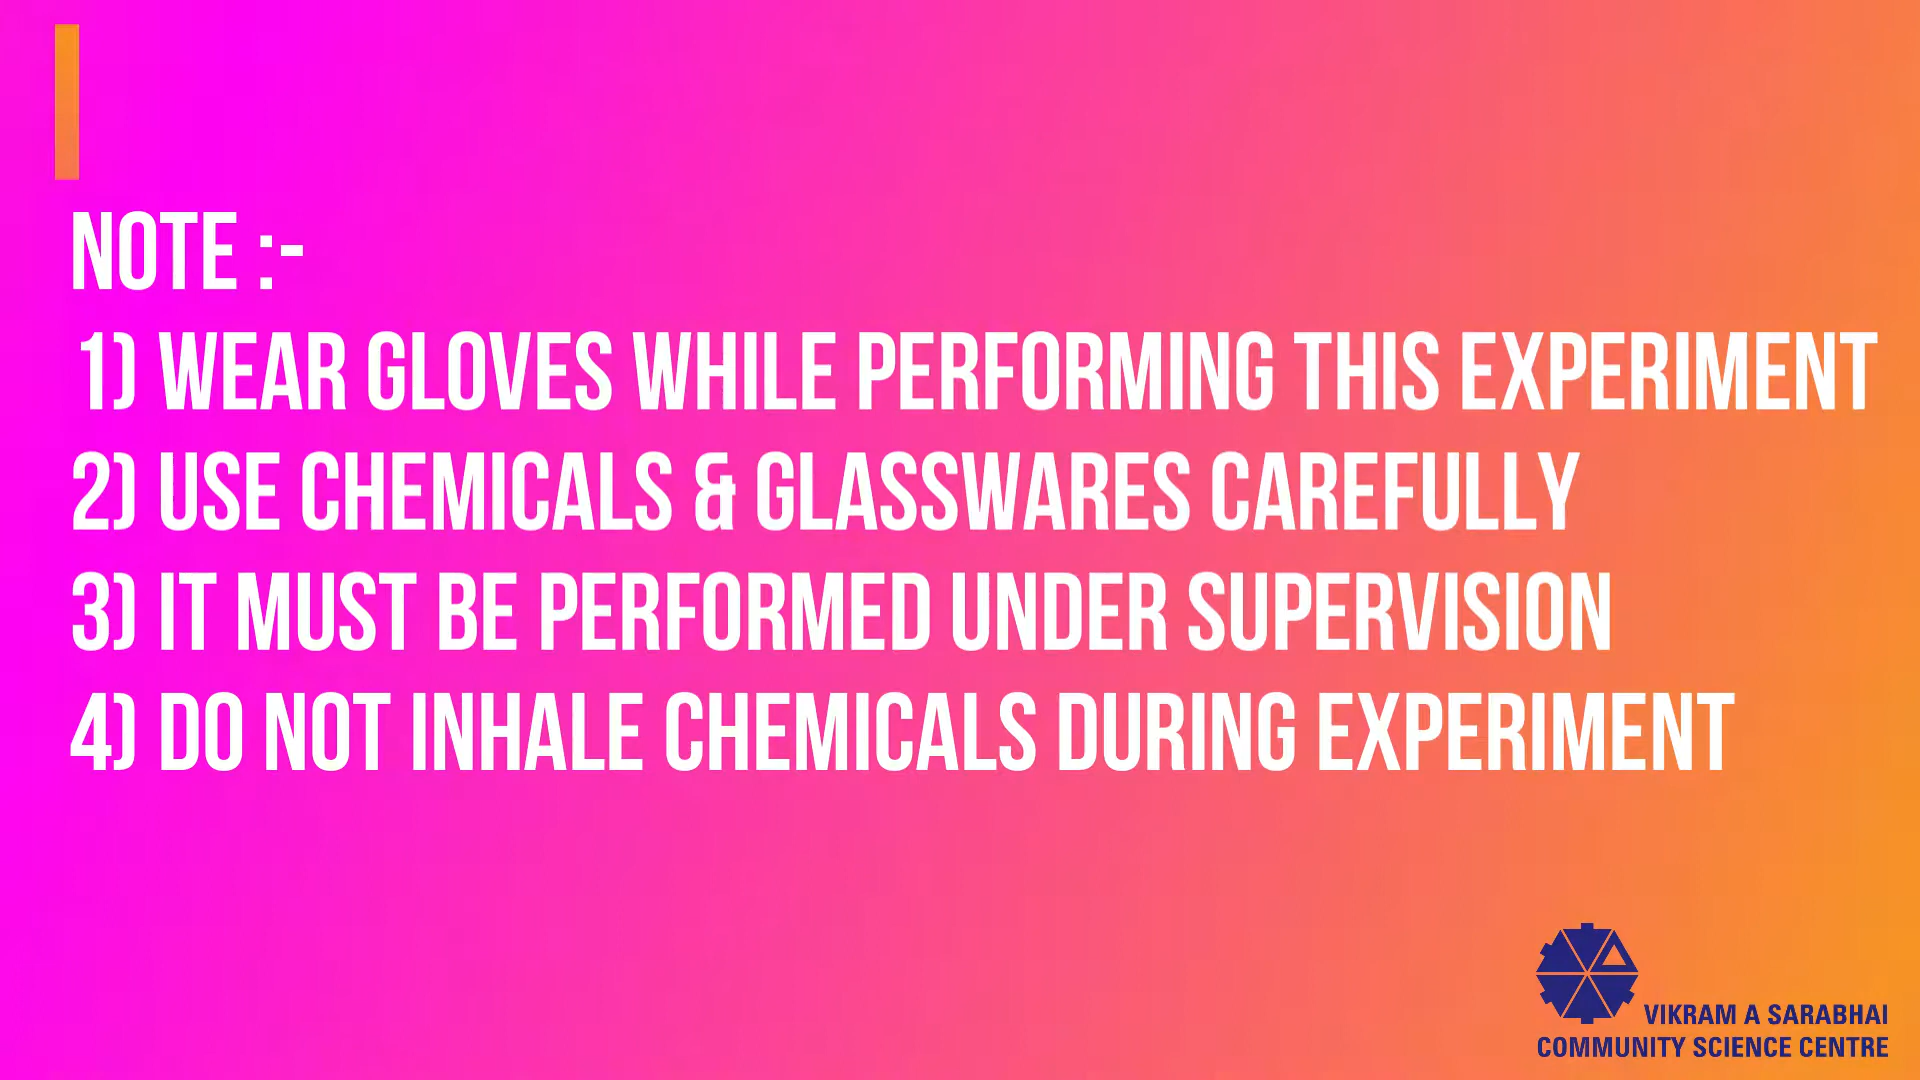 NOTE :-
1) WEAR GLOVES WHILE PERFORMING THIS EXPERIMENT
2) USE CHEMICALS & GLASSWARES CAREFULLY
3) IT MUST BE PERFORMED UNDER SUPERVISION
4) DO NOT INHALE CHEMICALS DURING EXPERIMENT
VIKRAM A SARABHAI
COMMUNITY SCIENCE CENTRE